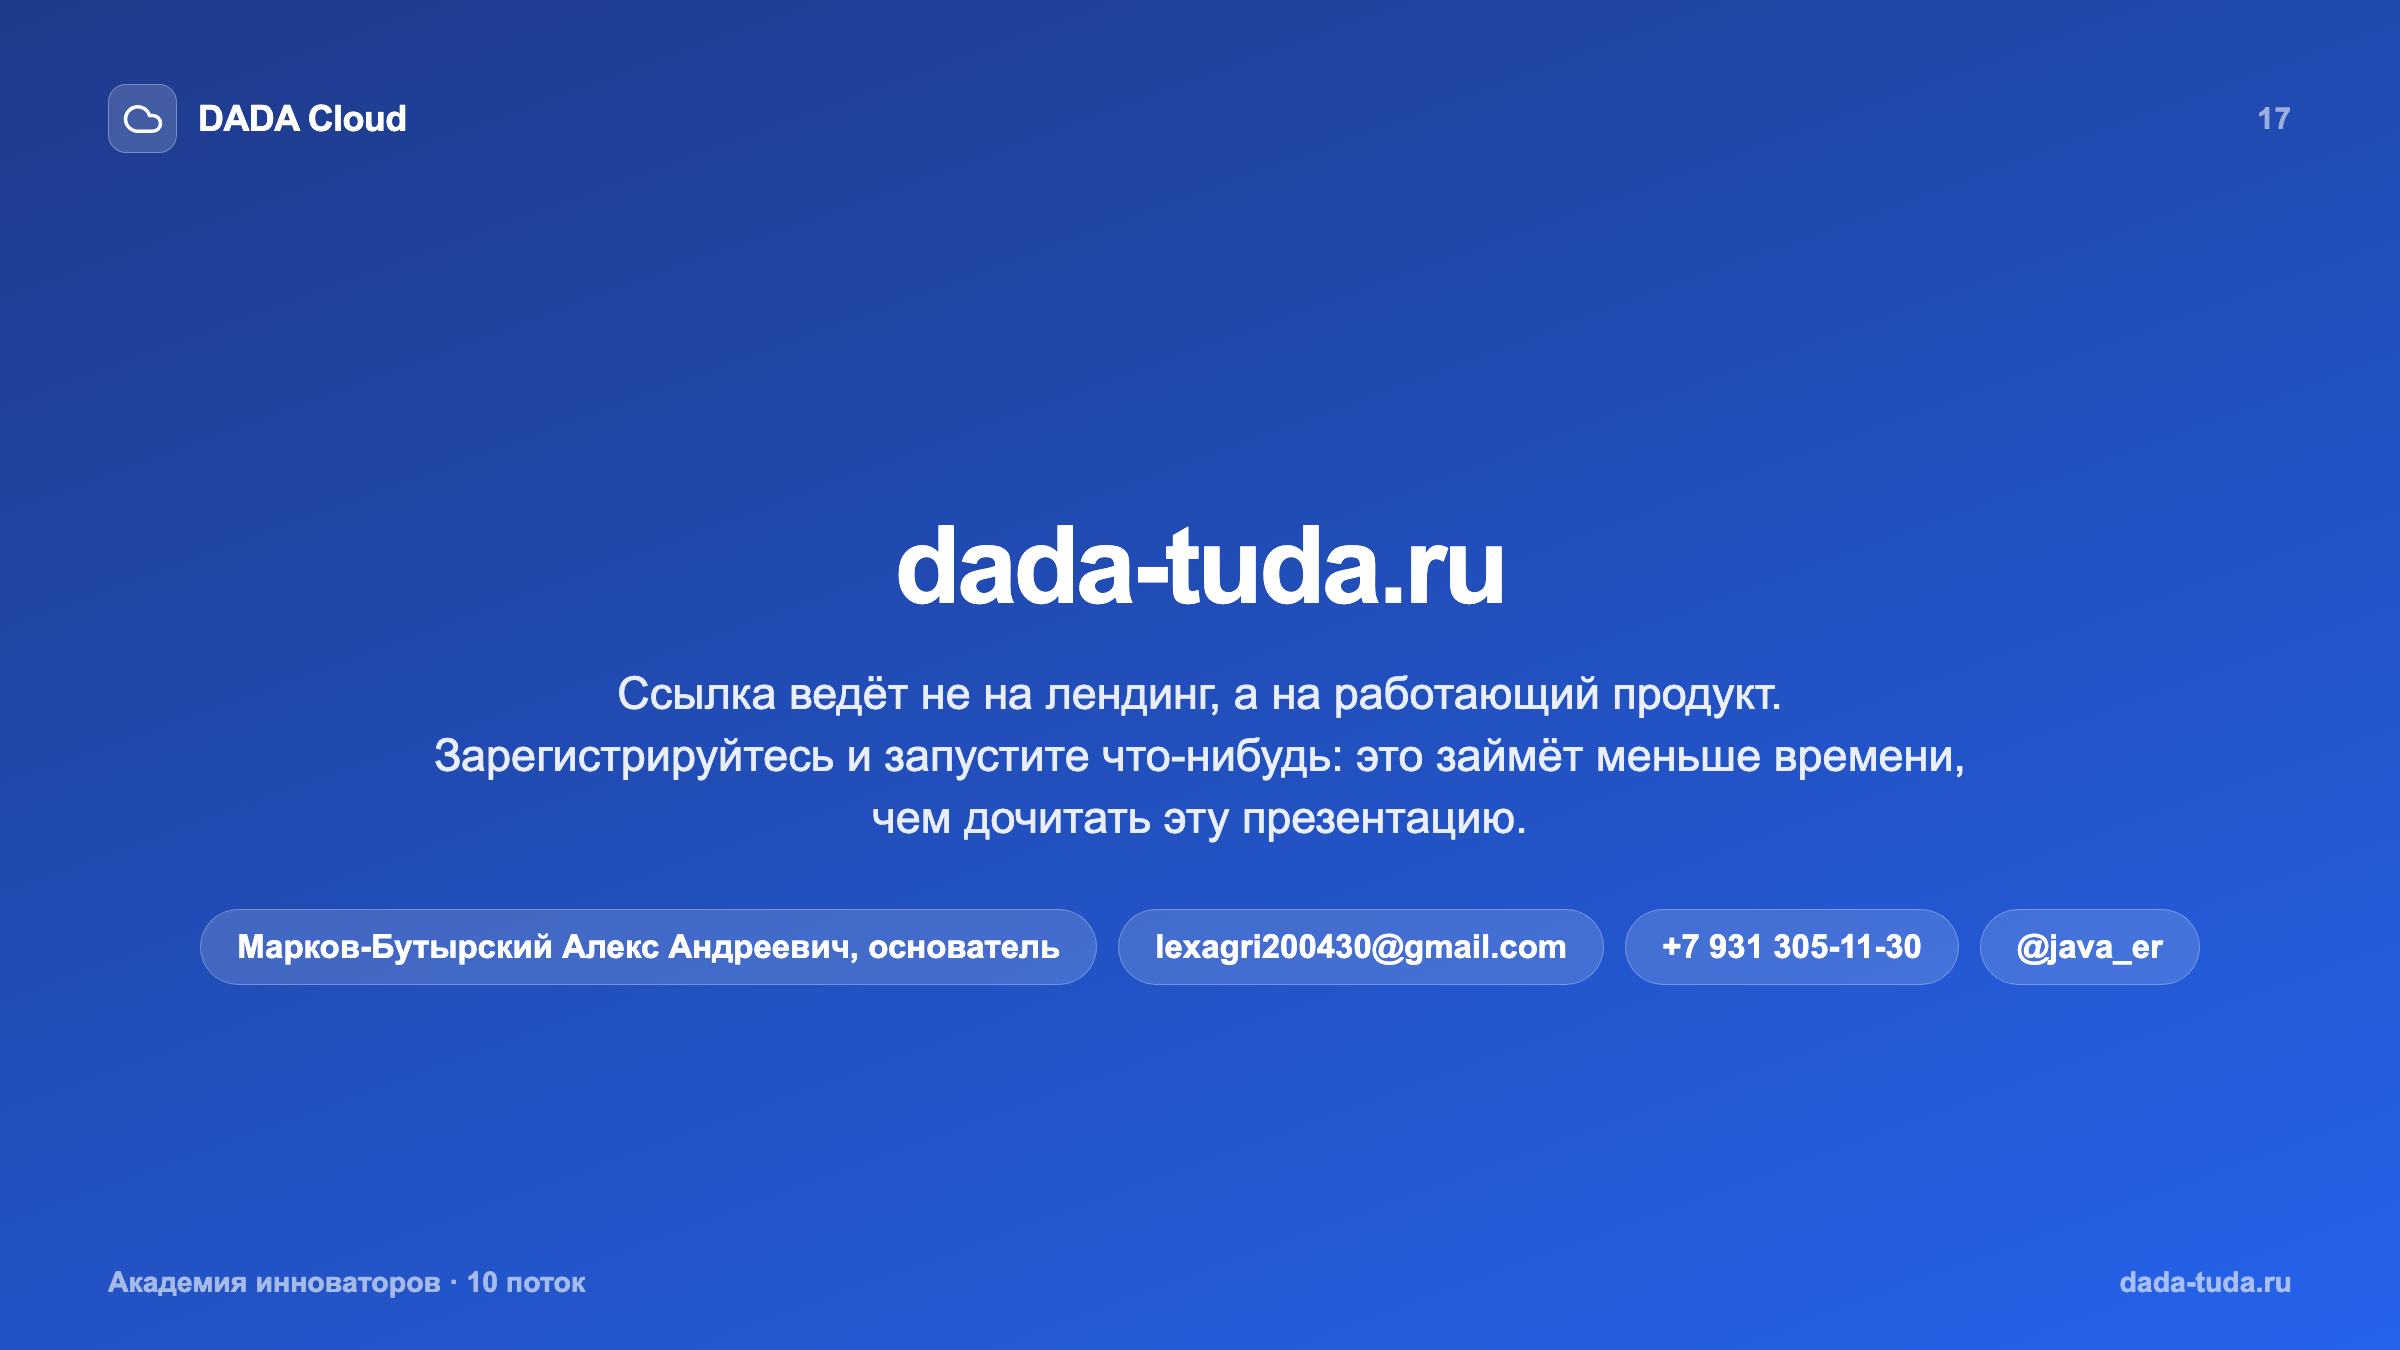 DADA Cloud
17
dada-tuda.ru
Ссылка ведёт не на лендинг, а на работающий продукт.
Зарегистрируйтесь и запустите что-нибудь: это займёт меньше времени,
чем дочитать эту презентацию.
Марков-Бутырский Алекс Андреевич, основатель
lexagri200430@gmail.com
+7 931 305-11-30
@java_er
Академия инноваторов · 10 поток
dada-tuda.ru